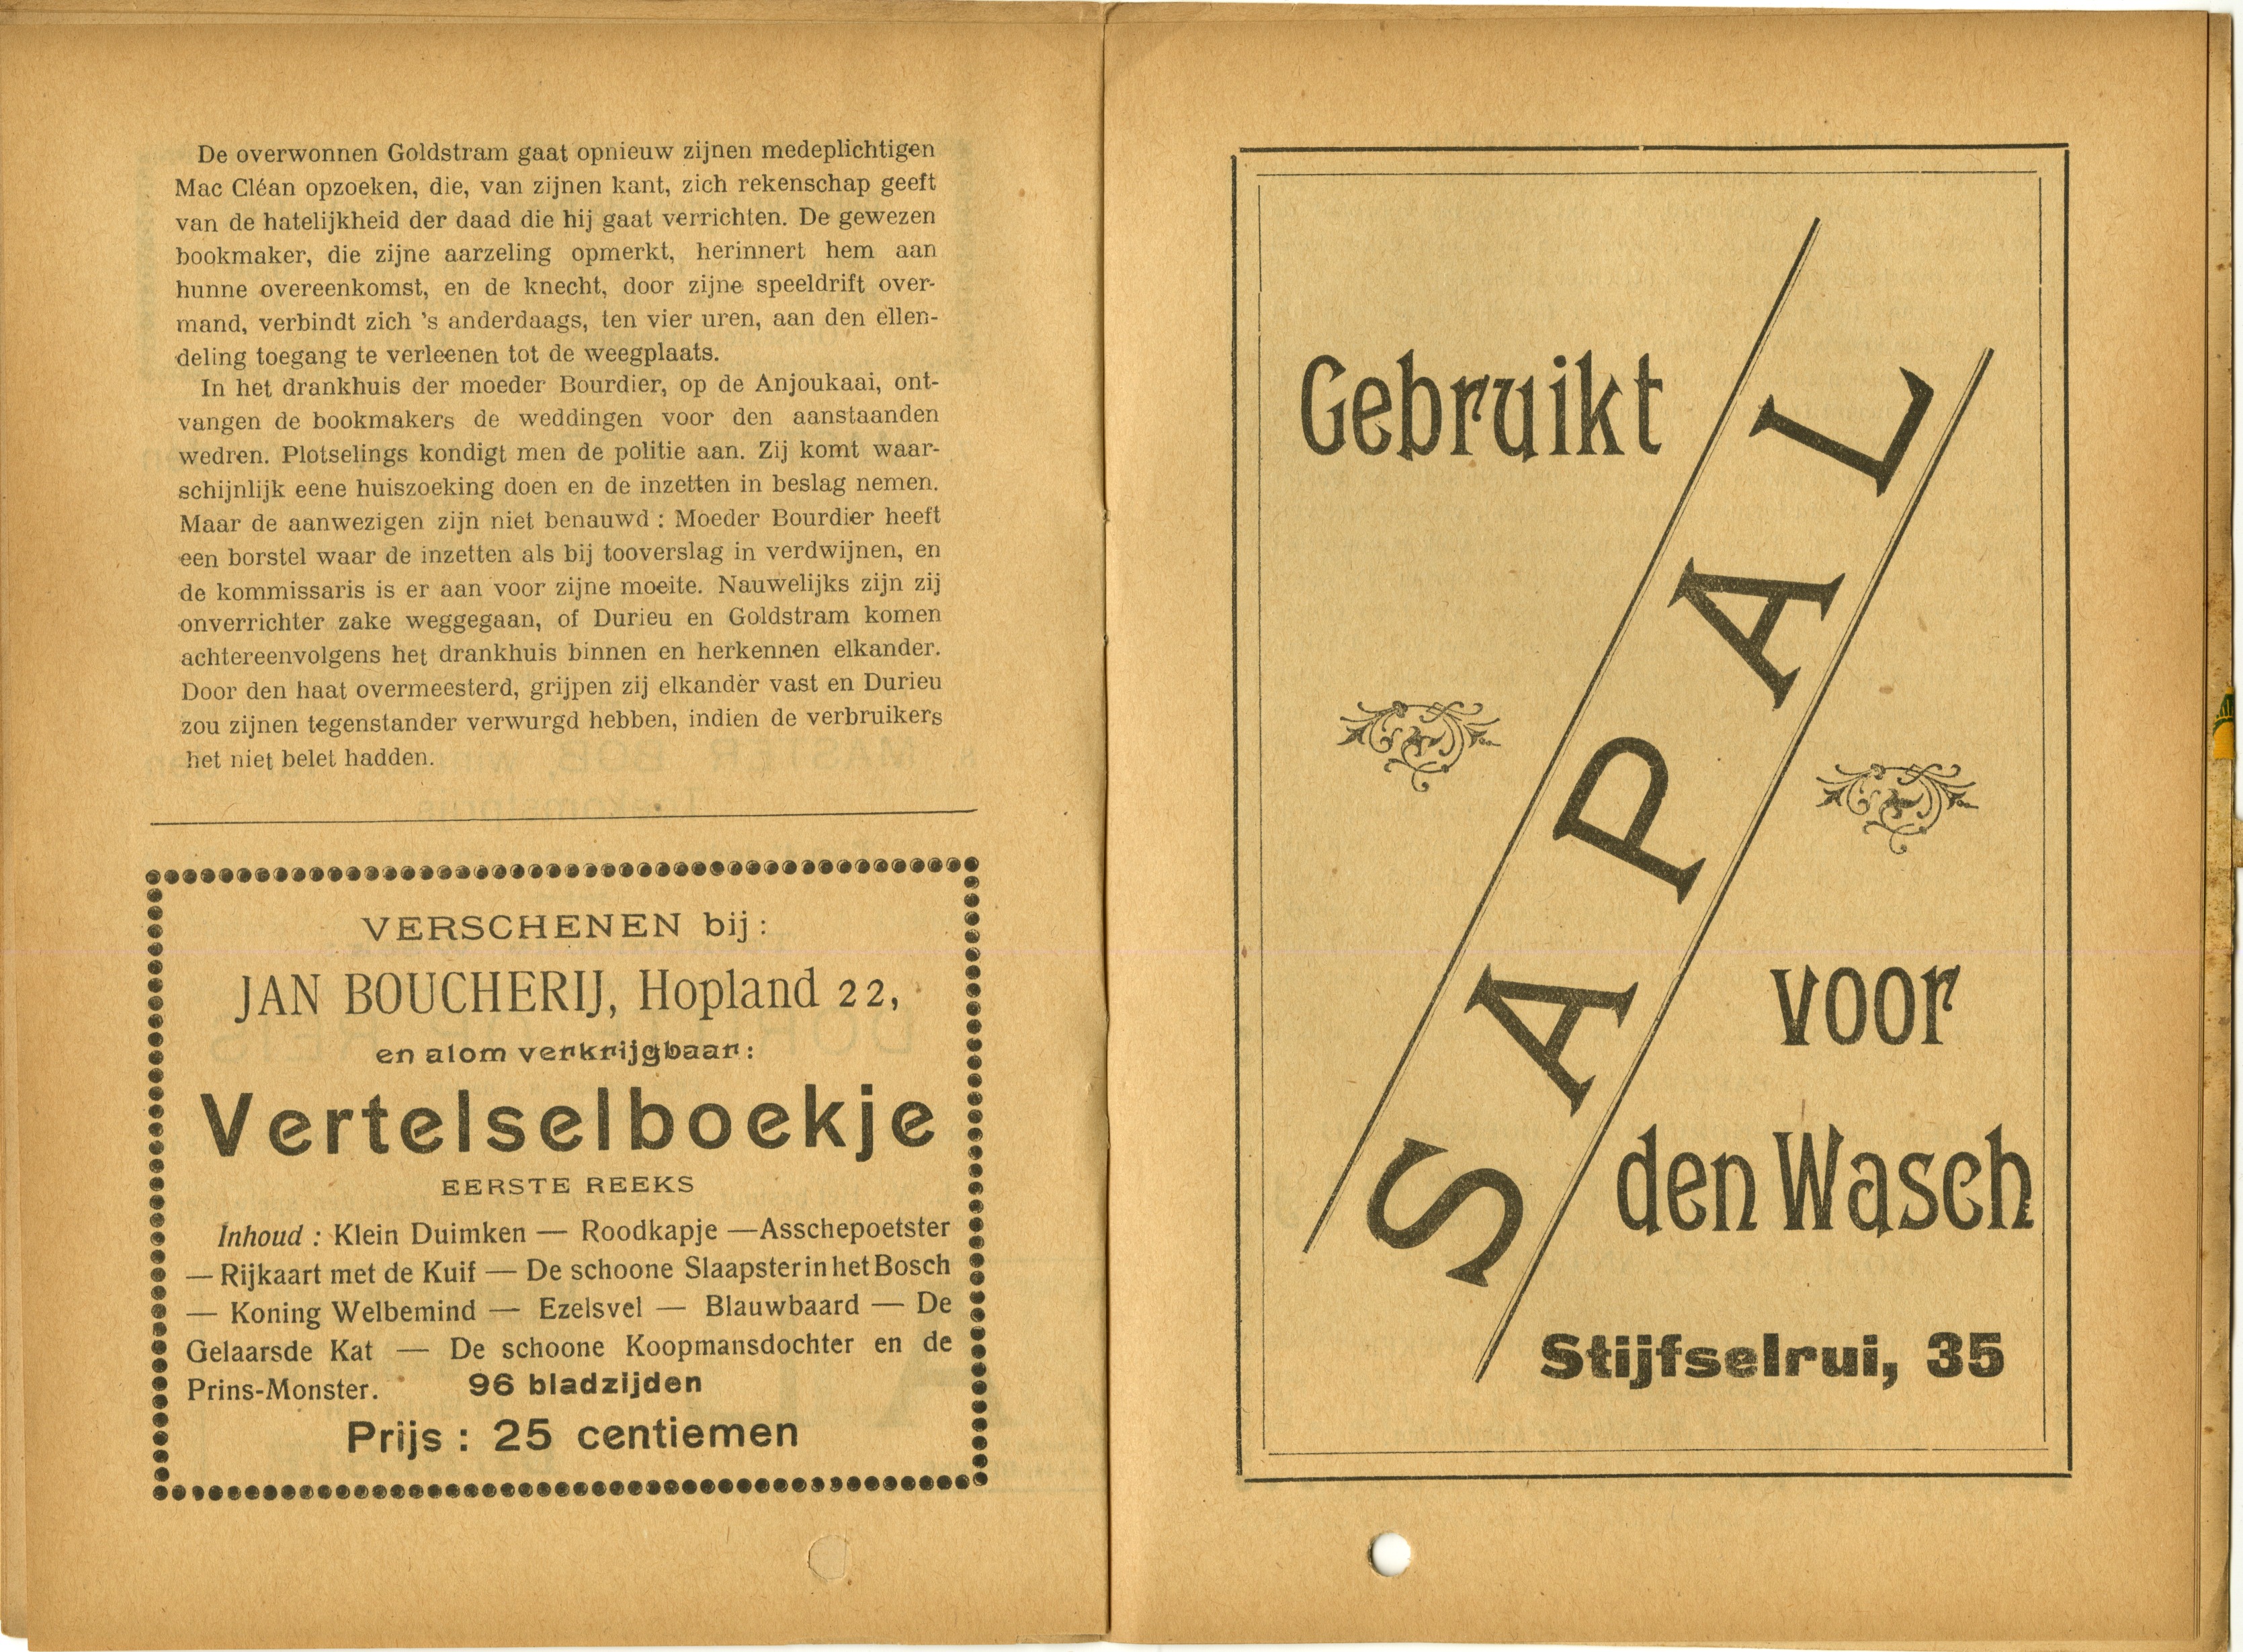 De overwonnen Goldstram gaat opnieuw zijnen medeplichtigen
Mac Cléan opzoeken, die, van zijnen kant, zich rekenschap geeft
van de hatelijkheid der daad die hij gaat verrichten. De gewezen
bookmaker, die zijne aarzeling opmerkt, herinnert hem aan
hunne overeenkomst, en de knecht, door zijne speeldrift over-
mand, verbindt zich 's anderdaags, ten vier uren, aan den ellen-
deling toegang te verleenen tot de weegplaats.
In het drankhuis der moeder Bourdier, op de Anjoukaai, ont-
vangen de bookmakers de weddingen voor den aanstaanden
wedren. Plotselings kondigt men de politie aan. Zij komt waar-
schijnlijk eene huiszoeking doen en de inzetten in beslag nemen.
Maar de aanwezigen zijn niet benauwd : Moeder Bourdier heeft
een borstel waar de inzetten als bij tooverslag in verdwijnen, en
de kommissaris is er aan voor zijne moeite. Nauwelijks zijn zij
onverrichter zake weggegaan, of Durieu en Goldstram komen
achtereenvolgens het drankhuis binnen en herkennen elkander.
Door den haat overmeesterd, grijpen zij elkander vast en Durieu
zou zijnen tegenstander verwurgd hebben, indien de verbruikers
het niet belet hadden.
VERSCHENEN bij :
JAN BOUCHERIJ, Hopland 22,
en alom verkrijgbaar :
Vertelselboekje
EERSTE REEKS
Inhoud : Klein Duimken — Roodkapje — Asschepoetster
— Rijkaart met de Kuif — De schoone Slaapster in het Bosch
— Koning Welbemind — Ezelsvel — Blauwbaard — De
Gelaarsde Kat — De schoone Koopmansdochter en de
Prins-Monster. 96 bladzijden
Prijs : 25 centiemen
Gebruikt
SAPAL
voor
den Wasch
Stijfselrui, 35